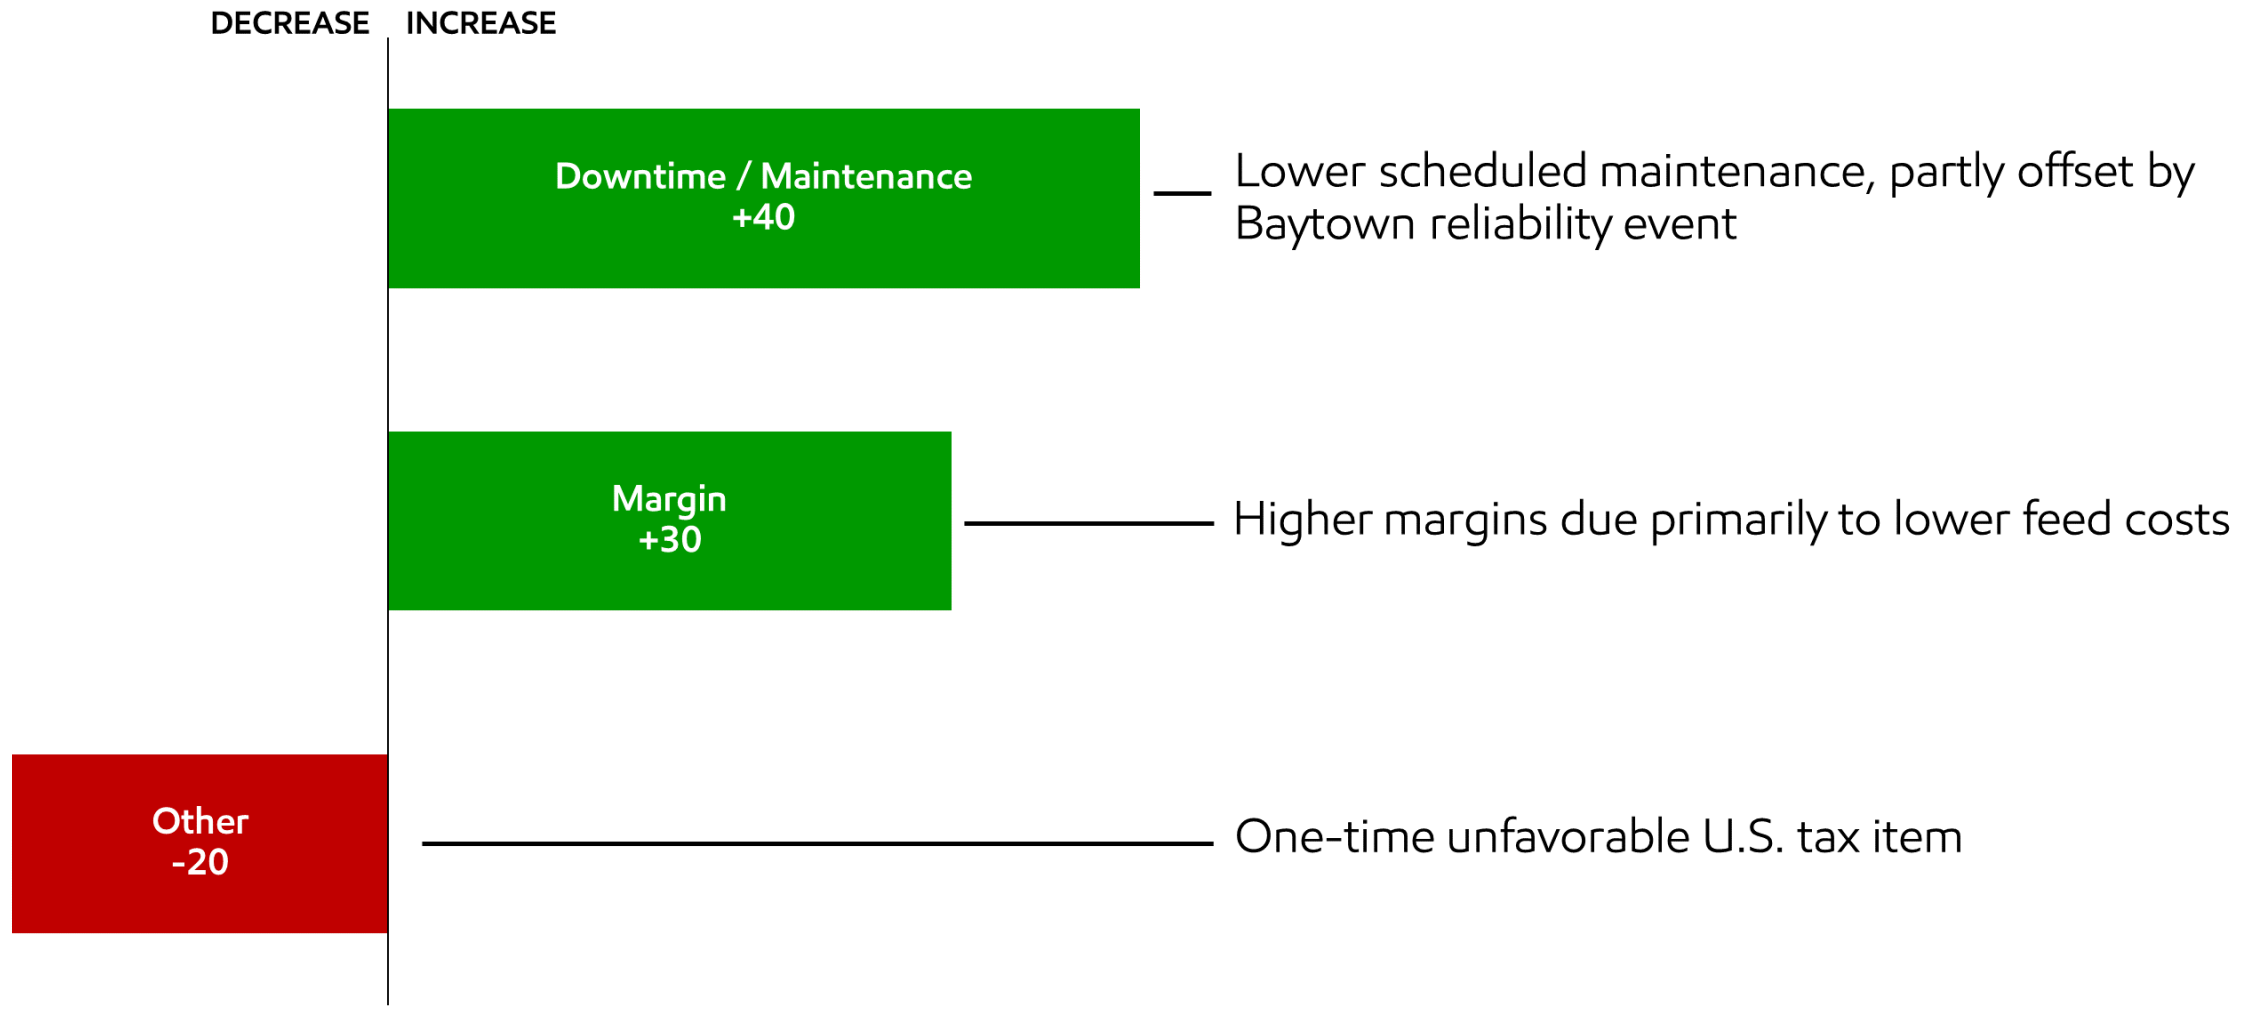 DECREASE INCREASE
Downtime / Maintenance
+40
Lower scheduled maintenance, partly offset by
Baytown reliability event
Margin
+30
Higher margins due primarily to lower feed costs
Other
-20
One-time unfavorable U.S. tax item